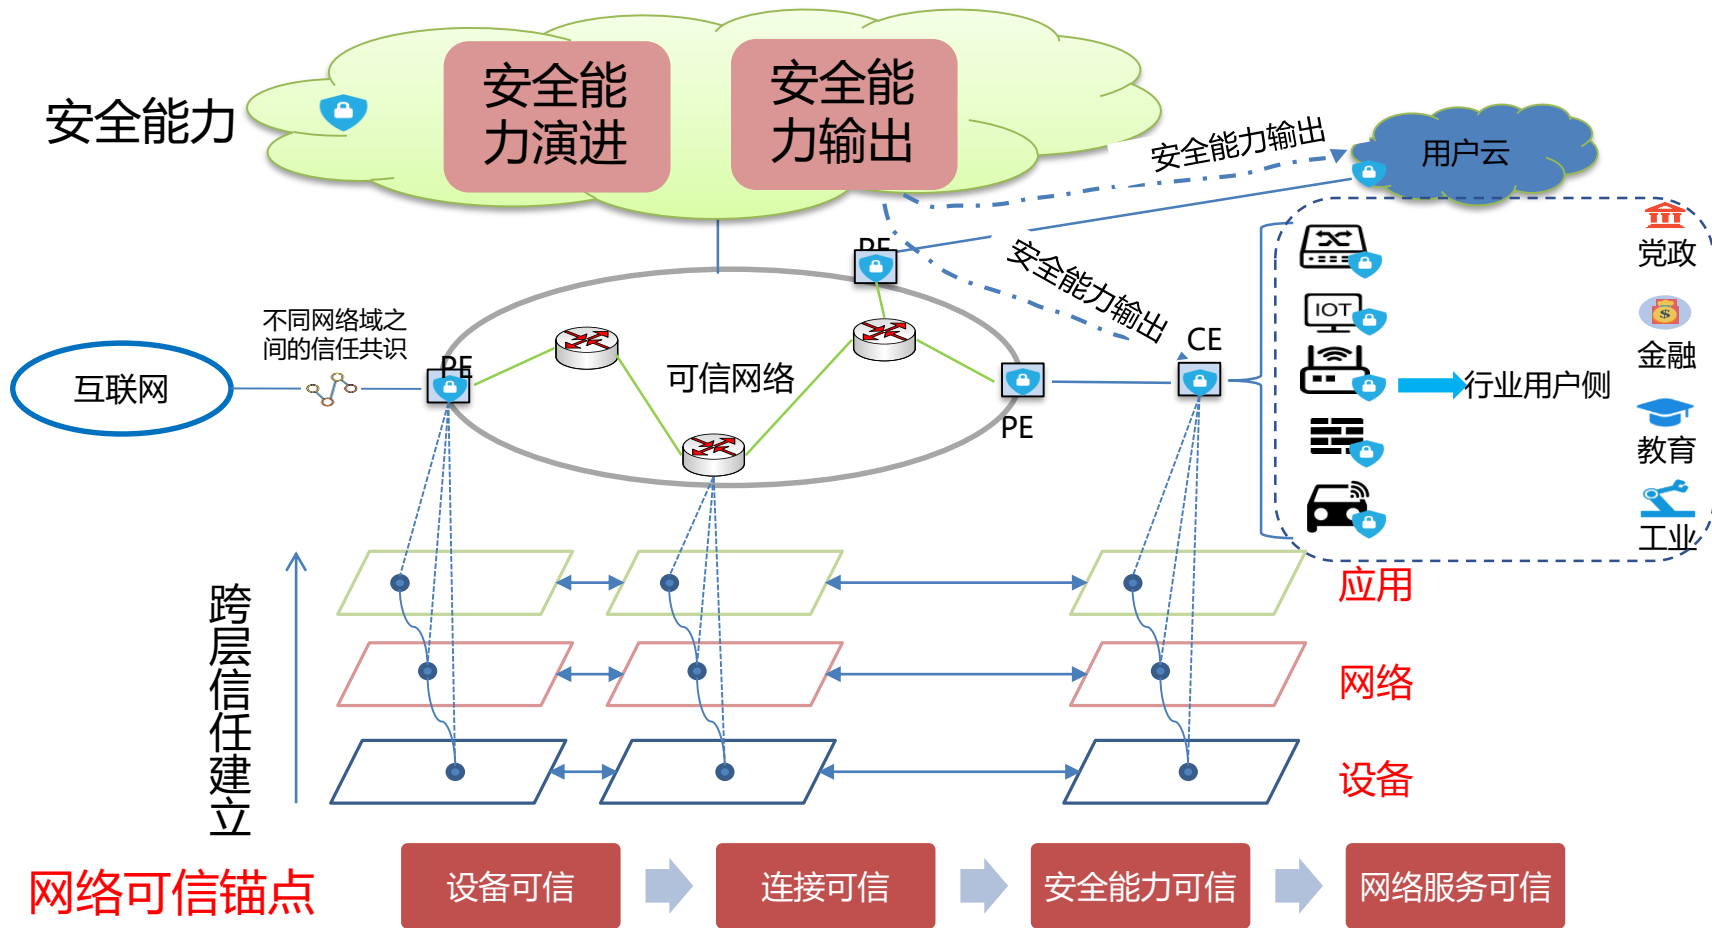 安全能力
安全能
力演进
安全能
力输出
安全能力输出
用户云
安全能力输出
党政
IOT
金融
行业用户侧
教育
工业
不同网络域之
间的信任共识
互联网
PE
PE
PE
CE
可信网络
跨层信任建立
应用
网络
设备
网络可信锚点
设备可信
连接可信
安全能力可信
网络服务可信